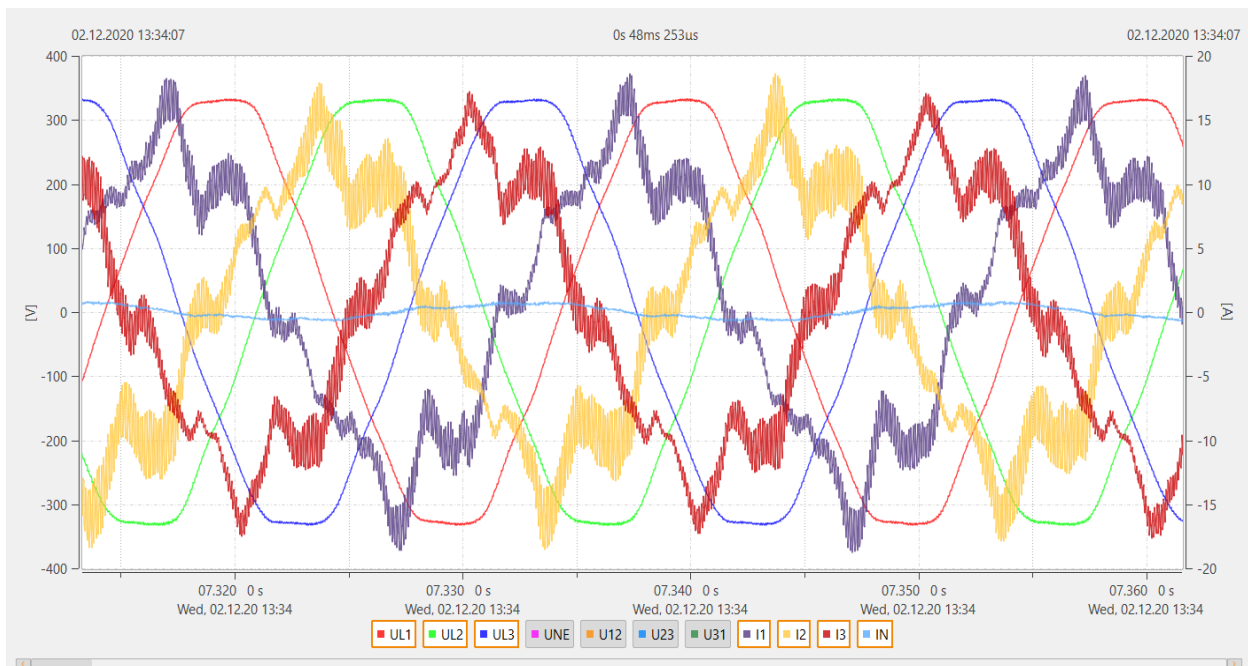 02.12.2020 13:34:07 0s 48ms 253µs 02.12.2020 13:34:07
400 20
300 15
200 10
100 5
[V] 0 0 [A]
-100 -5
-200 -10
-300 -15
-400 -20
07.320 0 s 07.330 0 s 07.340 0 s 07.350 0 s 07.360 0 s
Wed, 02.12.20 13:34 Wed, 02.12.20 13:34 Wed, 02.12.20 13:34 Wed, 02.12.20 13:34 Wed, 02.12.20 13:34
UL1 UL2 UL3 UNE U12 U23 U31 I1 I2 I3 IN